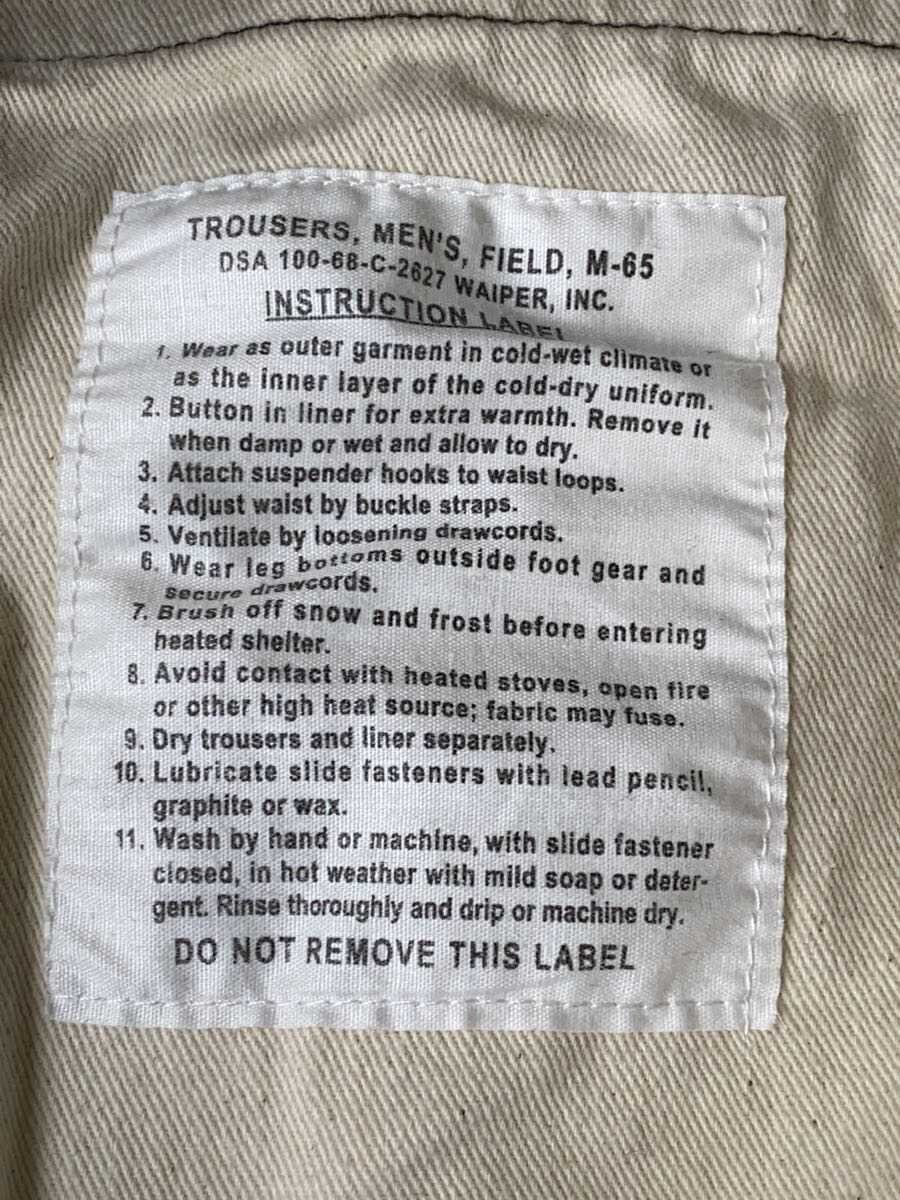 TROUSERS, MEN'S, FIELD, M-65
DSA 100-68-C-2627 WAIPER, INC.
INSTRUCTION LABEL
1. Wear as outer garment in cold-wet climate or
as the inner layer of the cold-dry uniform.
2. Button in liner for extra warmth. Remove it
when damp or wet and allow to dry.
3. Attach suspender hooks to waist loops.
4. Adjust waist by buckle straps.
5. Ventilate by loosening drawcords.
6. Wear leg bottoms outside foot gear and
secure drawcords.
7. Brush off snow and frost before entering
heated shelter.
8. Avoid contact with heated stoves, open fire
or other high heat source; fabric may fuse.
9. Dry trousers and liner separately.
10. Lubricate slide fasteners with lead pencil,
graphite or wax.
11. Wash by hand or machine, with slide fastener
closed, in hot weather with mild soap or deter-
gent. Rinse thoroughly and drip or machine dry.
DO NOT REMOVE THIS LABEL